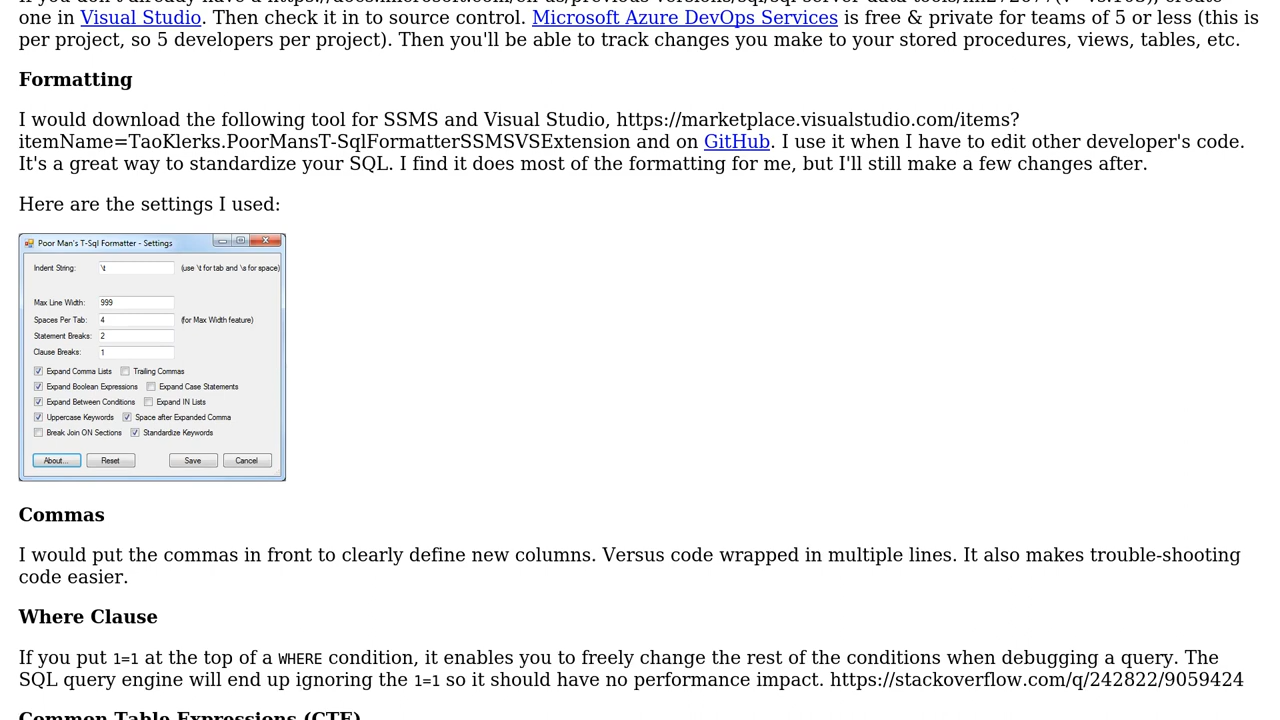 one in Visual Studio. Then check it in to source control. Microsoft Azure DevOps Services is free & private for teams of 5 or less (this is
per project, so 5 developers per project). Then you'll be able to track changes you make to your stored procedures, views, tables, etc.
Formatting
I would download the following tool for SSMS and Visual Studio, https://marketplace.visualstudio.com/items?
itemName=TaoKlerks.PoorMansT-SqlFormatterSSMSVSExtension and on GitHub. I use it when I have to edit other developer's code.
It's a great way to standardize your SQL. I find it does most of the formatting for me, but I'll still make a few changes after.
Here are the settings I used:
Poor Man's T-Sql Formatter - Settings
Indent String: \t (use \t for tab and \s for space)
Max Line Width: 999
Spaces Per Tab: 4 (for Max Width feature)
Statement Breaks: 2
Clause Breaks: 1
Expand Comma Lists Trailing Commas
Expand Boolean Expressions Expand Case Statements
Expand Between Conditions Expand IN Lists
Uppercase Keywords Space after Expanded Comma
Break Join ON Sections Standardize Keywords
About... Reset Save Cancel
Commas
I would put the commas in front to clearly define new columns. Versus code wrapped in multiple lines. It also makes trouble-shooting
code easier.
Where Clause
If you put 1=1 at the top of a WHERE condition, it enables you to freely change the rest of the conditions when debugging a query. The
SQL query engine will end up ignoring the 1=1 so it should have no performance impact. https://stackoverflow.com/q/242822/9059424
Common Table Expressions (CTE)